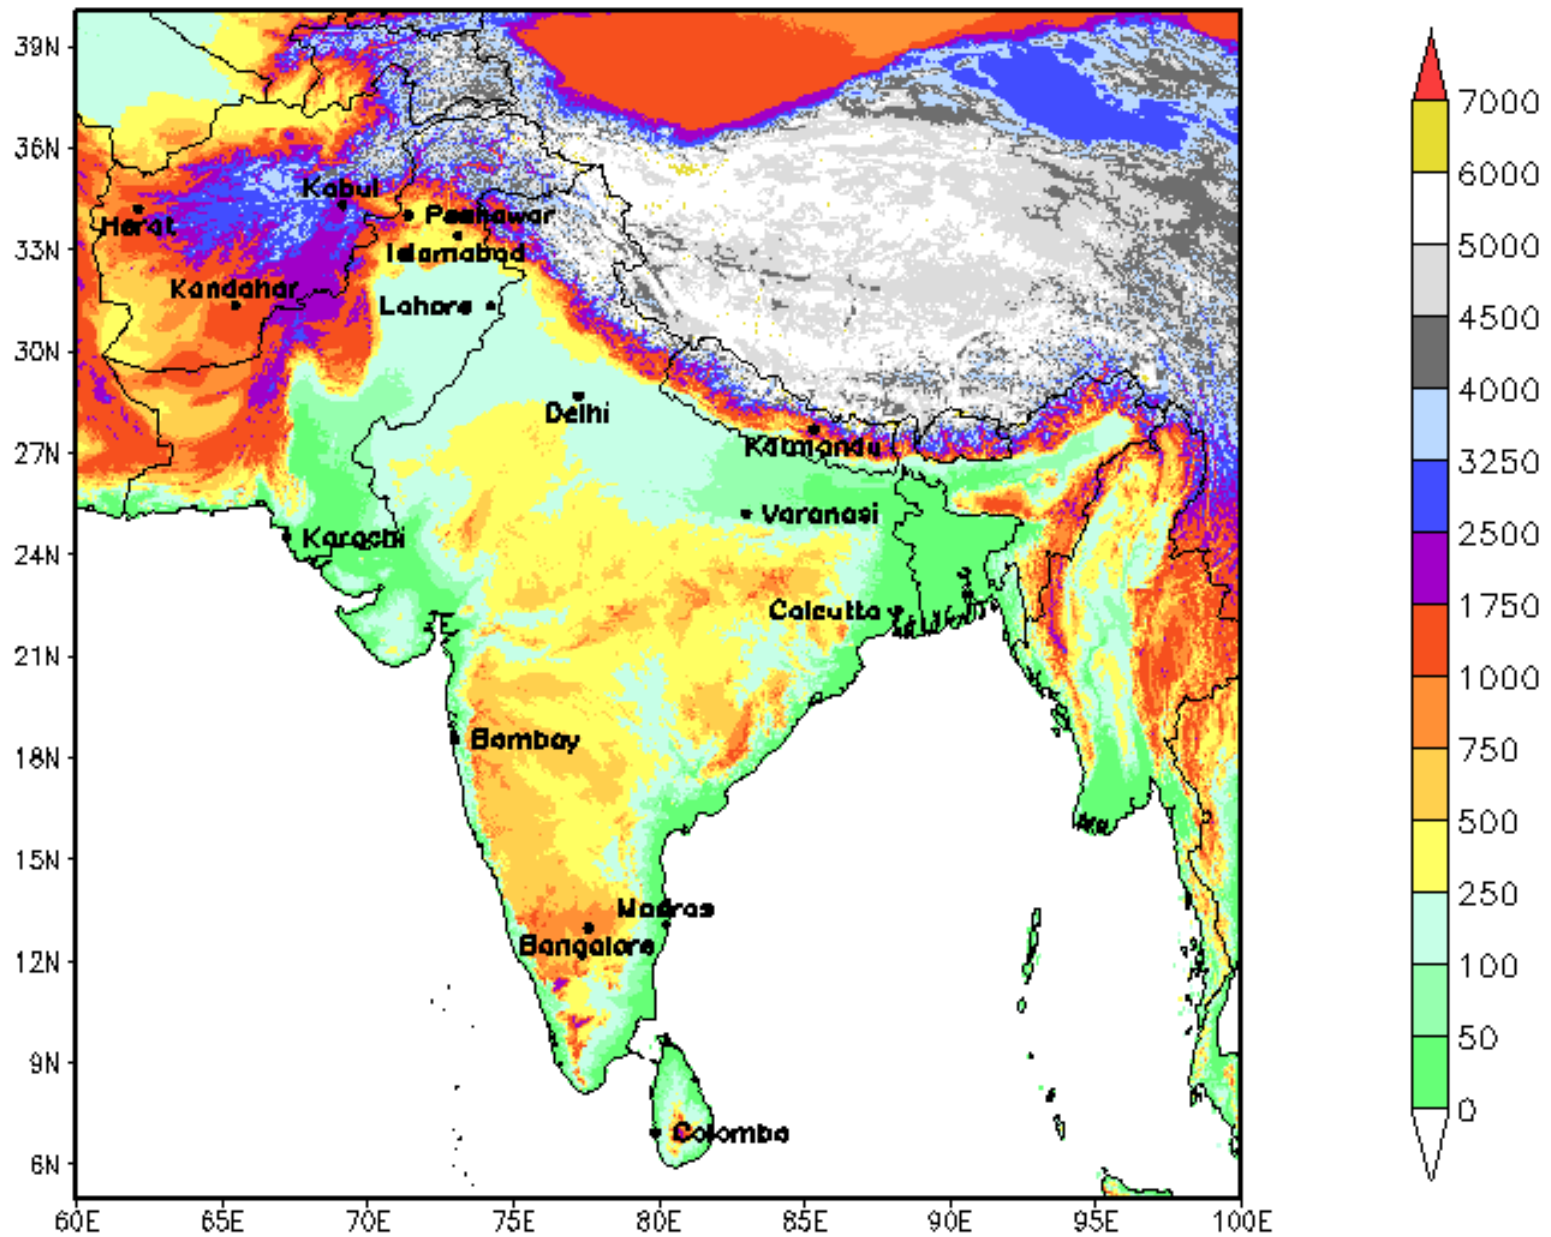 39N
7000
36N
6000
Kabul
Herat
Peshawar
33N
Islamabad
5000
Kandahar
Lahore
4500
30N
4000
Delhi
27N
Katmandu
3250
Varanasi
Karachi
24N
2500
Calcutta
1750
21N
1000
Bombay
18N
750
500
15N
250
Madras
Bangalore
12N
100
9N
50
Colombo
0
6N
60E 65E 70E 75E 80E 85E 90E 95E 100E